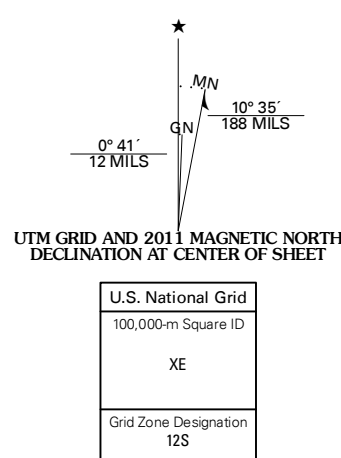 ★
MN
10° 35´
188 MILS
GN
0° 41´
12 MILS
UTM GRID AND 2011 MAGNETIC NORTH
DECLINATION AT CENTER OF SHEET
U.S. National Grid
100,000-m Square ID
XE
Grid Zone Designation
12S